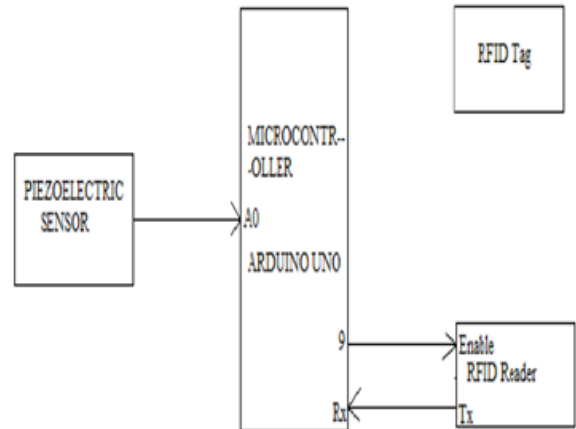 RFID Tag
MICROCONTR--
-OLLER
PIEZOELECTRIC
SENSOR
A0
ARDUINO UNO
9
Enable
RFID Reader
Rx
Tx